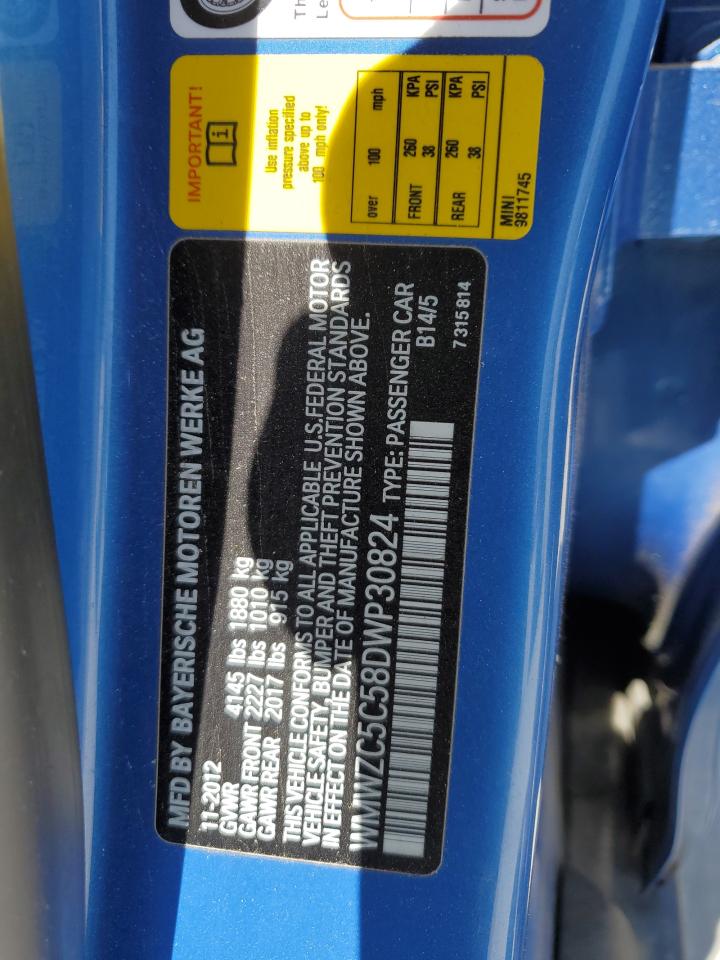 MFD BY BAYERISCHE MOTOREN WERKE AG
11-2012
GVWR 4145 lbs 1880 kg
GAWR FRONT 2227 lbs 1010 kg
GAWR REAR 2017 lbs 915 kg
THIS VEHICLE CONFORMS TO ALL APPLICABLE U.S.FEDERAL MOTOR
VEHICLE SAFETY, BUMPER AND THEFT PREVENTION STANDARDS
IN EFFECT ON THE DATE OF MANUFACTURE SHOWN ABOVE.
WMWZC5C58DWP30824 TYPE: PASSENGER CAR
B14/5
7315814
IMPORTANT!
i
Use inflation
pressure specified
above up to
100 mph only!
over 100 mph
FRONT 260 KPA
38 PSI
REAR 260 KPA
38 PSI
MINI
9811745
Th
Le